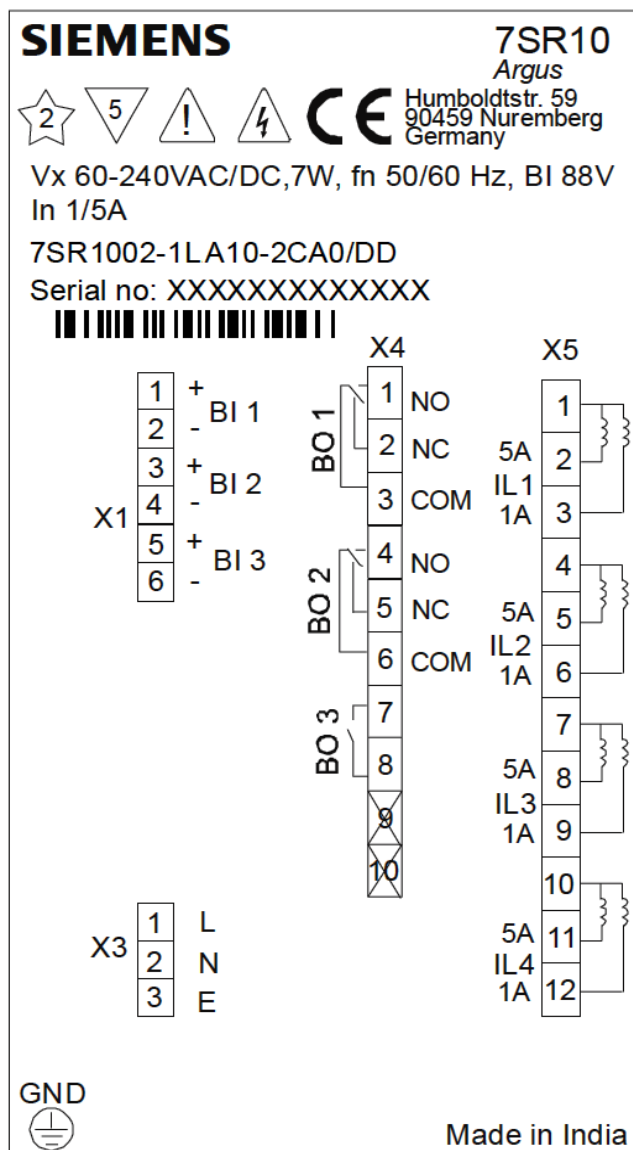 SIEMENS
7SR10
Argus
2
5
!
CE
Humboldtstr. 59
90459 Nuremberg
Germany
Vx 60-240VAC/DC,7W, fn 50/60 Hz, BI 88V
In 1/5A
7SR1002-1LA10-2CA0/DD
Serial no: XXXXXXXXXXXXX
X1
1 +
BI 1
2 -
3 +
BI 2
4 -
5 +
BI 3
6 -
X3
1 L
2 N
3 E
X4
BO 1
1 NO
2 NC
3 COM
BO 2
4 NO
5 NC
6 COM
BO 3
7
8
9
10
X5
1
5A 2
IL1
1A 3
4
5A 5
IL2
1A 6
7
5A 8
IL3
1A 9
10
5A 11
IL4
1A 12
GND
Made in India